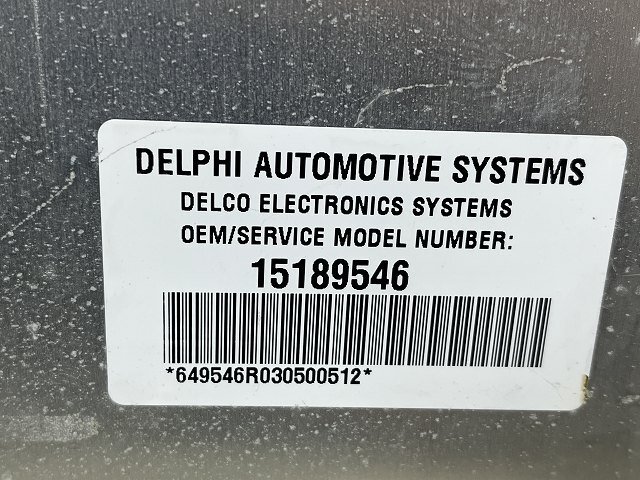 DELPHI AUTOMOTIVE SYSTEMS
DELCO ELECTRONICS SYSTEMS
OEM/SERVICE MODEL NUMBER:
15189546
*649546R030500512*